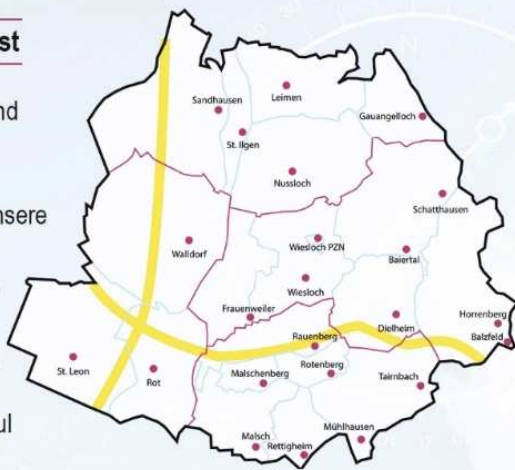 st
nd
nsere
ul
N
Sandhausen
Leimen
Gauangelloch
St. Ilgen
Nussloch
Schatthausen
Walldorf
Wiesloch PZN
Baiertal
Wiesloch
Frauenweiler
Dielheim
Horrenberg
Balzfeld
Rauenberg
St. Leon
Rot
Malschenberg
Rotenberg
Tairnbach
Mühlhausen
Malsch
Rettigheim